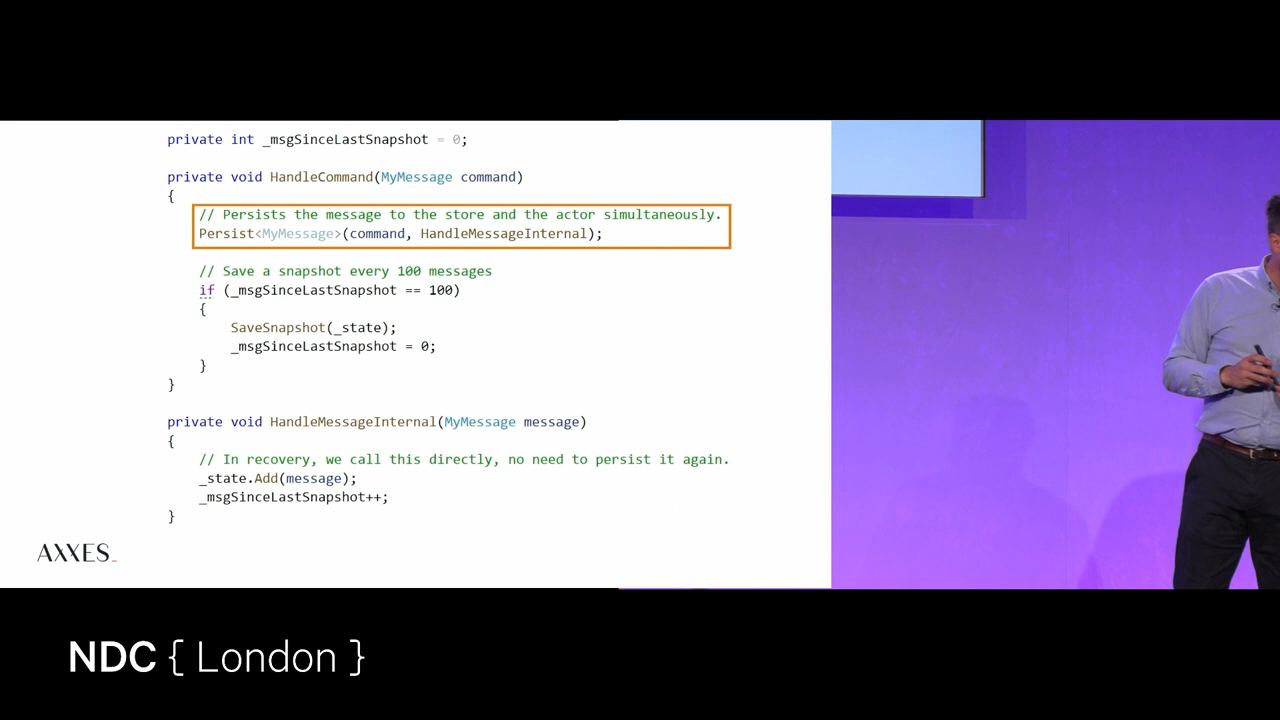 private int _msgSinceLastSnapshot = 0;
private void HandleCommand(MyMessage command)
{
// Persists the message to the store and the actor simultaneously.
Persist<MyMessage>(command, HandleMessageInternal);
// Save a snapshot every 100 messages
if (_msgSinceLastSnapshot == 100)
{
SaveSnapshot(_state);
_msgSinceLastSnapshot = 0;
}
}
private void HandleMessageInternal(MyMessage message)
{
// In recovery, we call this directly, no need to persist it again.
_state.Add(message);
_msgSinceLastSnapshot++;
}
AXXES_
NDC { London }